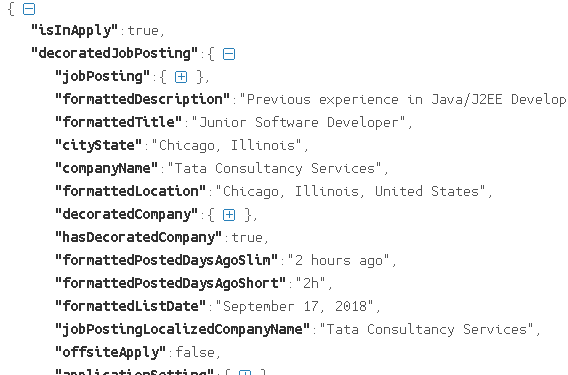 {
"isInApply":true,
"decoratedJobPosting":{
"jobPosting":{ },
"formattedDescription":"Previous experience in Java/J2EE Develop
"formattedTitle":"Junior Software Developer",
"cityState":"Chicago, Illinois",
"companyName":"Tata Consultancy Services",
"formattedLocation":"Chicago, Illinois, United States",
"decoratedCompany":{ },
"hasDecoratedCompany":true,
"formattedPostedDaysAgoSlim":"2 hours ago",
"formattedPostedDaysAgoShort":"2h",
"formattedListDate":"September 17, 2018",
"jobPostingLocalizedCompanyName":"Tata Consultancy Services",
"offsiteApply":false,
"applicationSetting":{ },